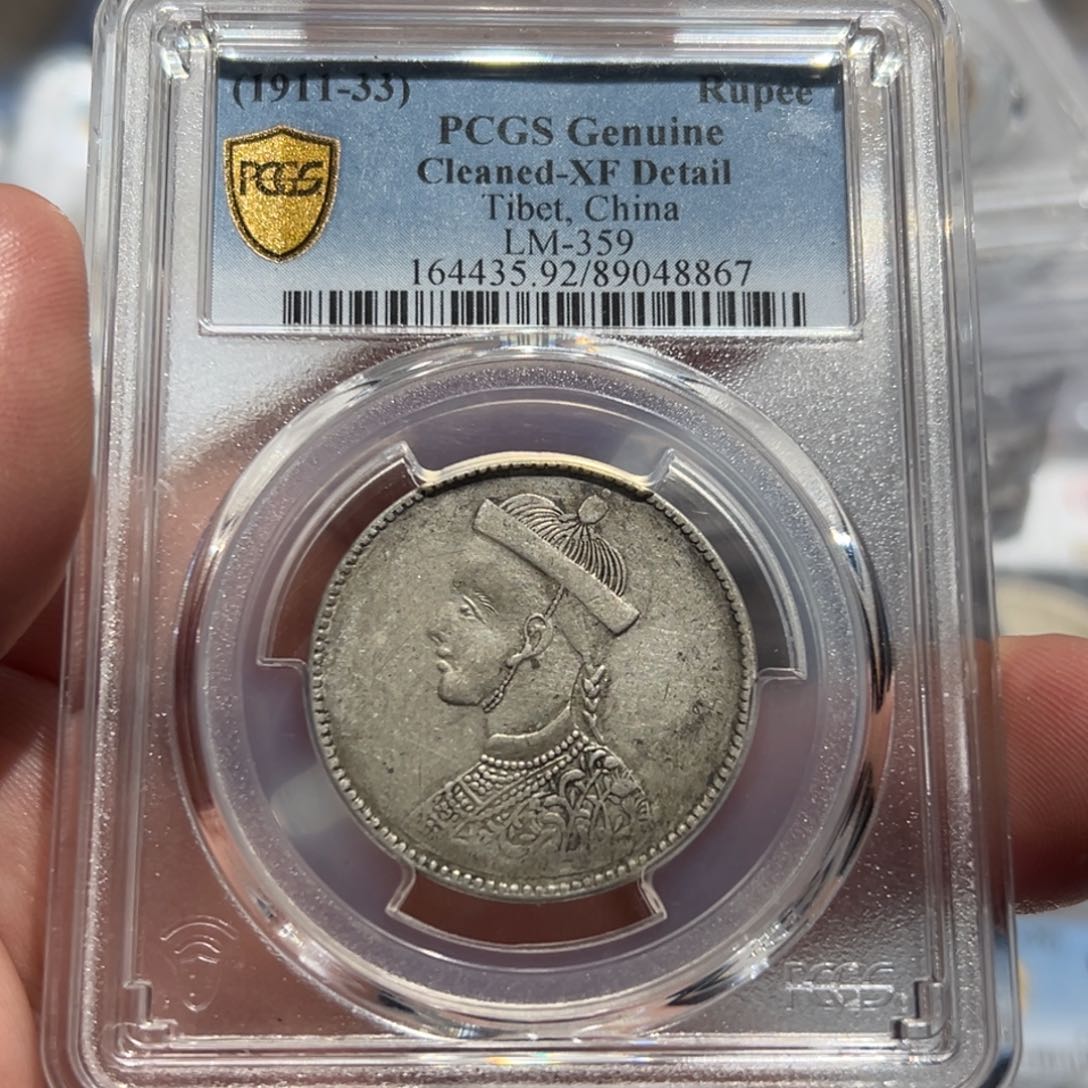 (1911-33) Rupee
PCGS Genuine
PCGS
Cleaned-XF Detail
Tibet, China
LM-359
164435.92/89048867
PCGS